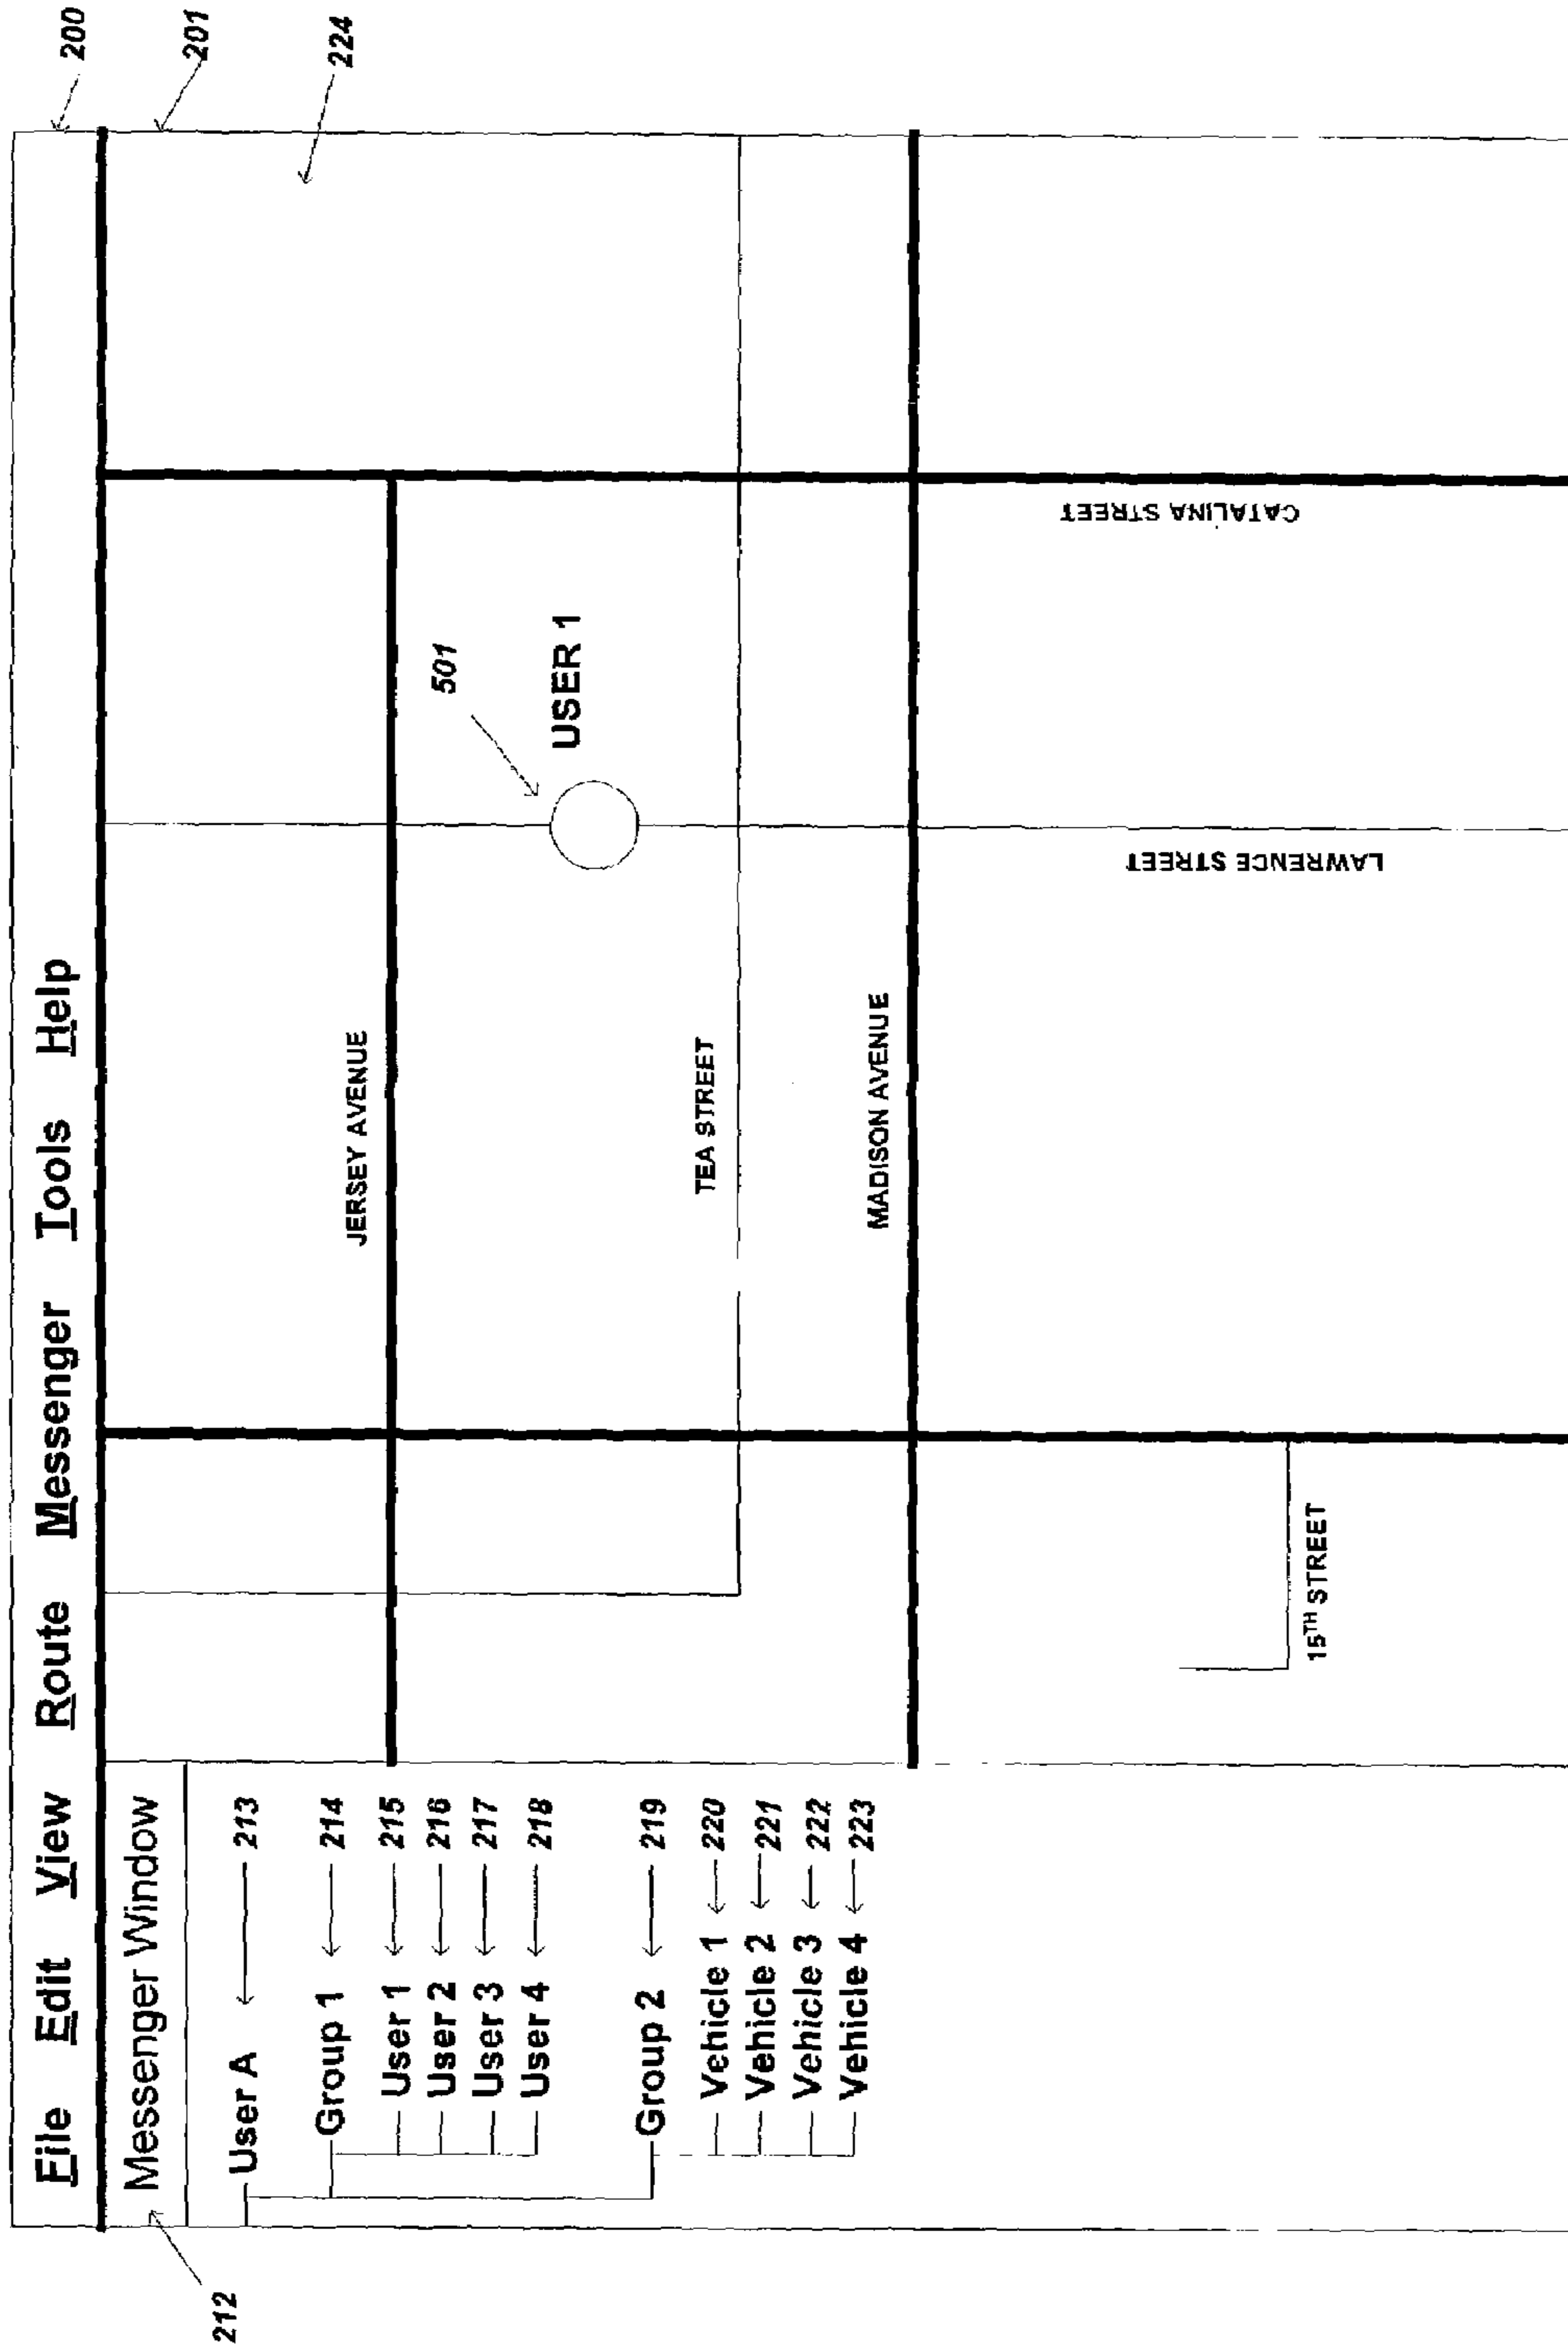 File Edit View Route Messenger Tools Help
200
201
224
212
Messenger Window
User A
213
Group 1
214
User 1
215
User 2
216
User 3
217
User 4
218
Group 2
219
Vehicle 1
220
Vehicle 2
221
Vehicle 3
222
Vehicle 4
223
JERSEY AVENUE
501
USER 1
TEA STREET
MADISON AVENUE
CATALINA STREET
LAWRENCE STREET
15TH STREET